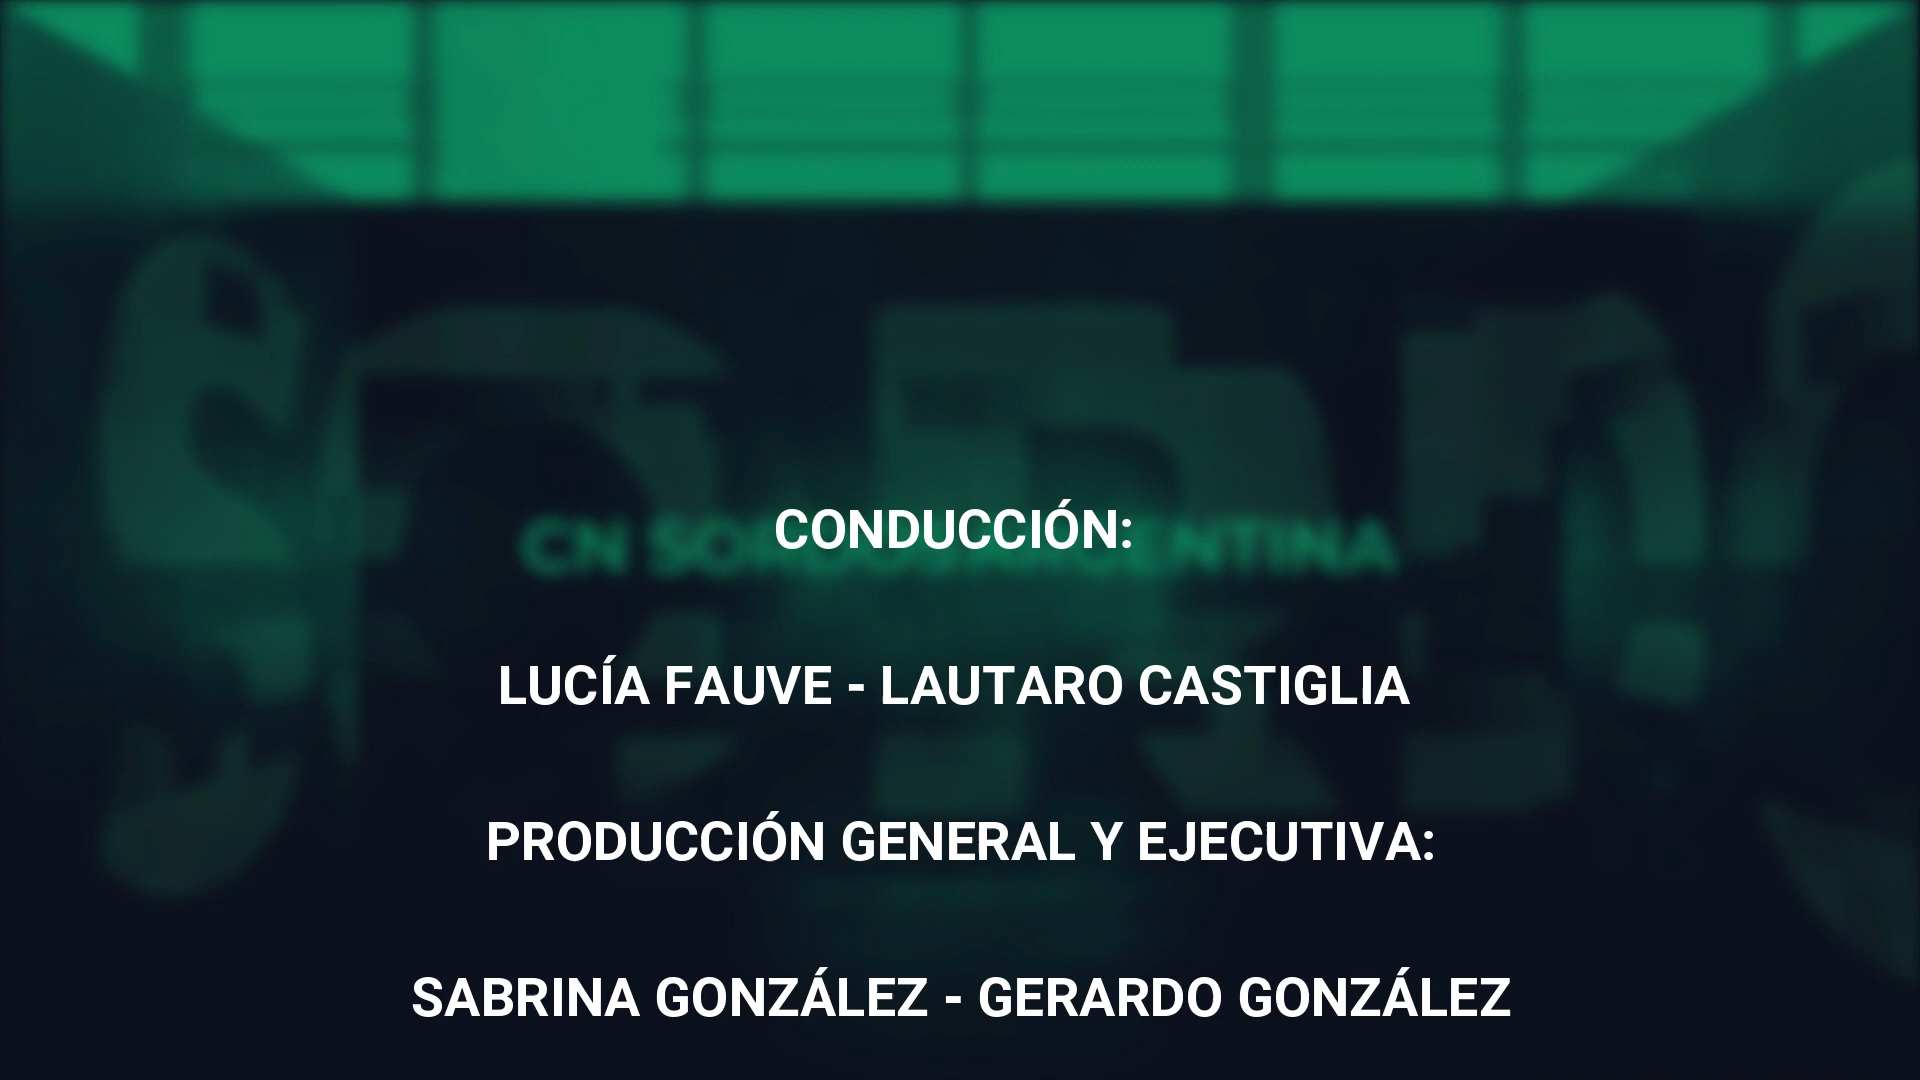 CONDUCCIÓN:
LUCÍA FAUVE - LAUTARO CASTIGLIA
PRODUCCIÓN GENERAL Y EJECUTIVA:
SABRINA GONZÁLEZ - GERARDO GONZÁLEZ